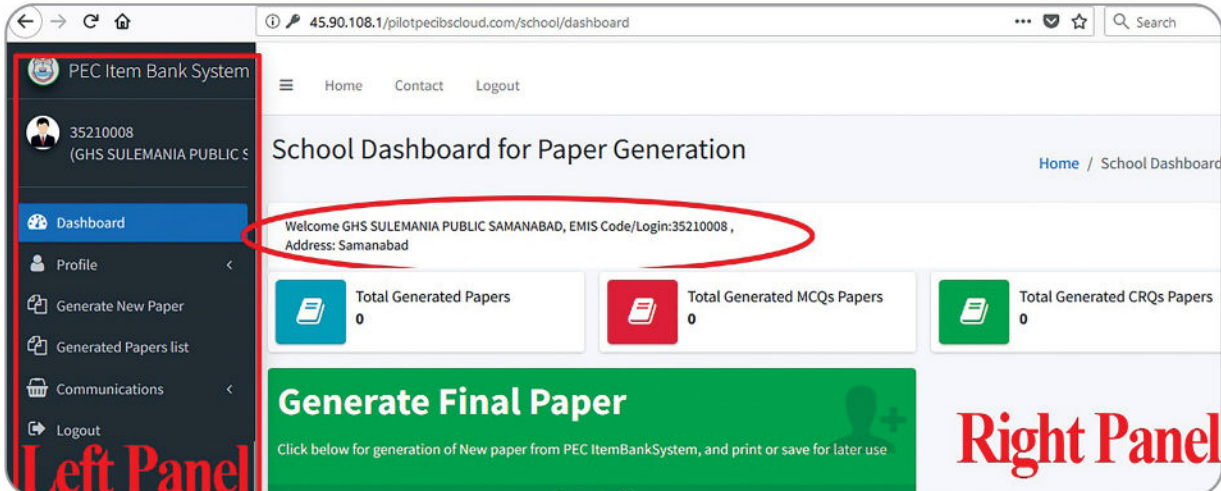 45.90.108.1/pilotpecibscloud.com/school/dashboard
Search
PEC Item Bank System
35210008
(GHS SULEMANIA PUBLIC S
Dashboard
Profile
Generate New Paper
Generated Papers list
Communications
Logout
Left Panel
Home Contact Logout
School Dashboard for Paper Generation
Home / School Dashboard
Welcome GHS SULEMANIA PUBLIC SAMANABAD, EMIS Code/Login:35210008 ,
Address: Samanabad
Total Generated Papers
0
Total Generated MCQs Papers
0
Total Generated CRQs Papers
0
Generate Final Paper
Click below for generation of New paper from PEC ItemBankSystem, and print or save for later use
Right Panel